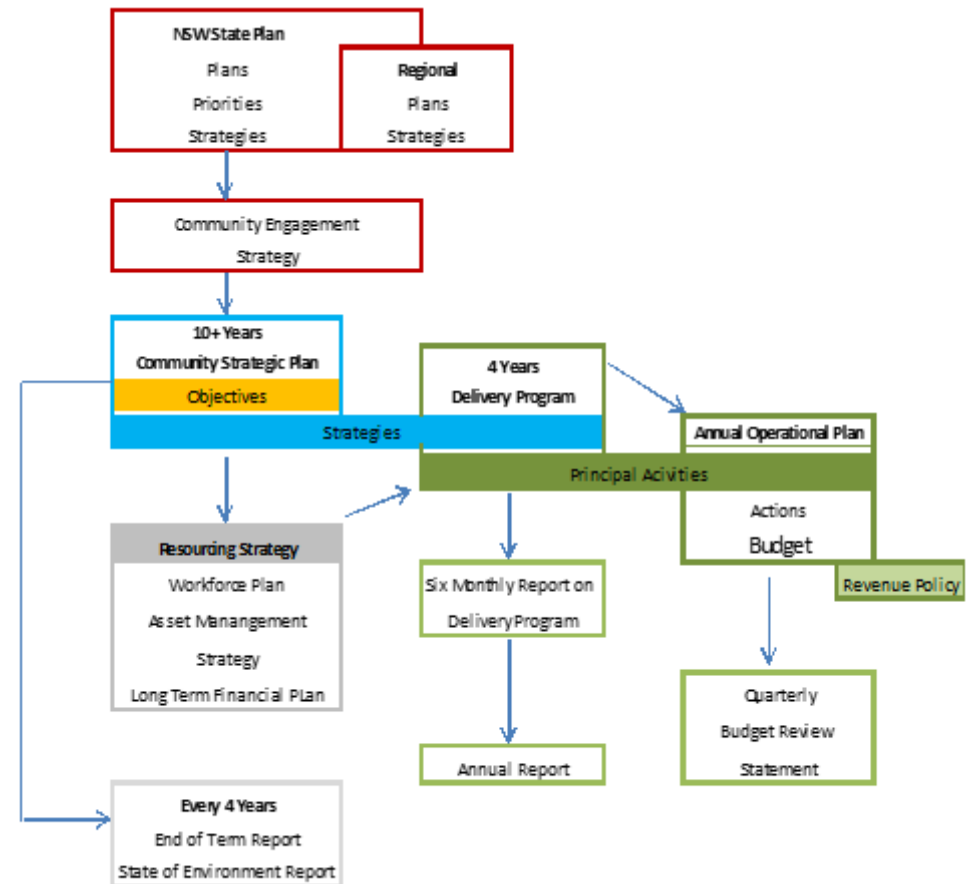 NSW State Plan
Plans
Priorities
Strategies
Regional
Plans
Strategies
Community Engagement
Strategy
10+ Years
Community Strategic Plan
Objectives
Strategies
4 Years
Delivery Program
Annual Operational Plan
Principal Acivities
Actions
Budget
Revenue Policy
Resourcing Strategy
Workforce Plan
Asset Manangement
Strategy
Long Term Financial Plan
Six Monthly Report on
Delivery Program
Annual Report
Quarterly
Budget Review
Statement
Every 4 Years
End of Term Report
State of Environment Report